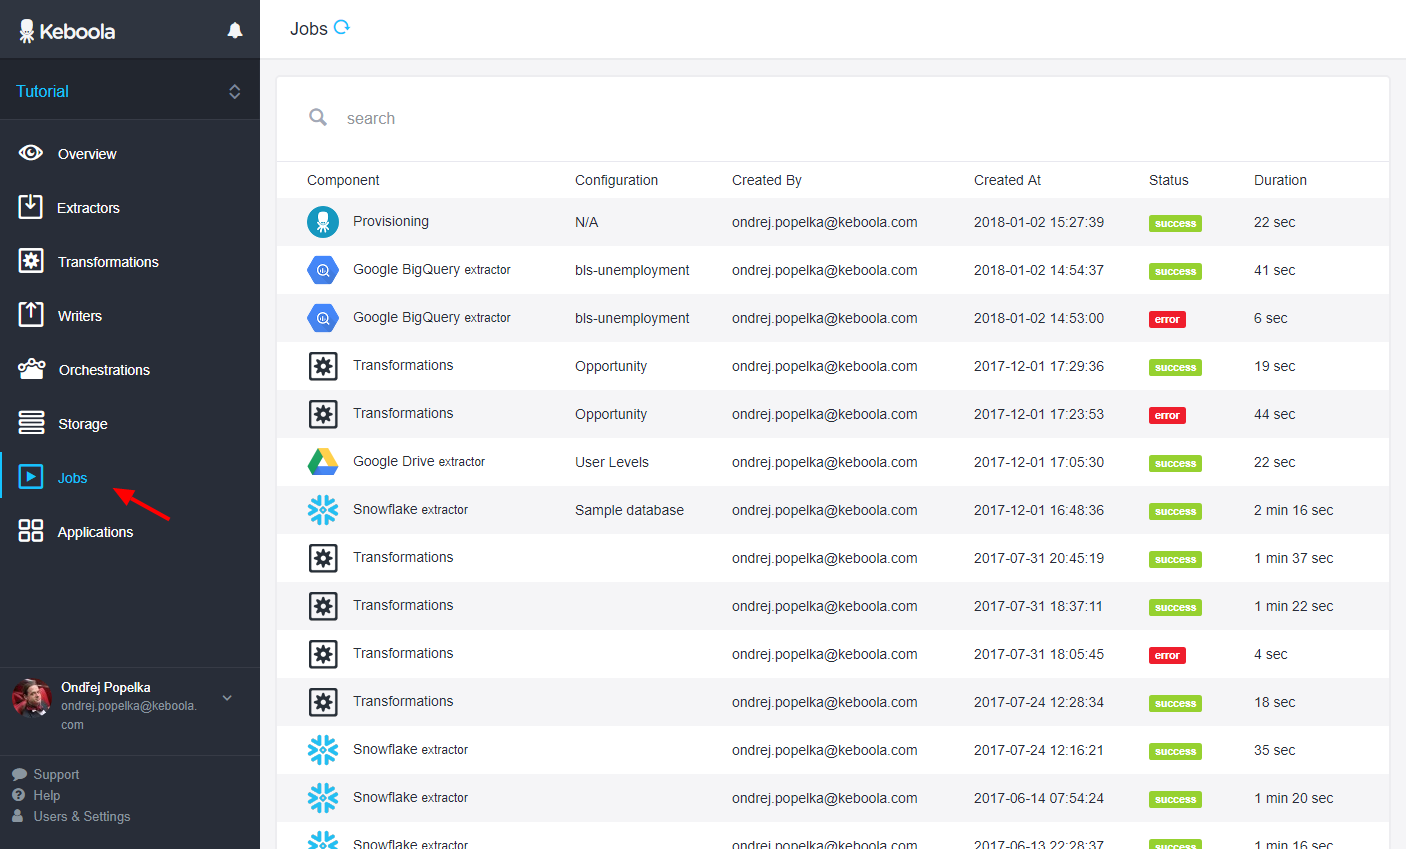 Keboola
Jobs
Tutorial
search
Overview
Extractors
Transformations
Writers
Orchestrations
Storage
Jobs
Applications
Ondřej Popelka
ondrej.popelka@keboola.
com
Support
Help
Users & Settings
Component Configuration Created By Created At Status Duration
Provisioning N/A ondrej.popelka@keboola.com 2018-01-02 15:27:39 success 22 sec
Google BigQuery extractor bls-unemployment ondrej.popelka@keboola.com 2018-01-02 14:54:37 success 41 sec
Google BigQuery extractor bls-unemployment ondrej.popelka@keboola.com 2018-01-02 14:53:00 error 6 sec
Transformations Opportunity ondrej.popelka@keboola.com 2017-12-01 17:29:36 success 19 sec
Transformations Opportunity ondrej.popelka@keboola.com 2017-12-01 17:23:53 error 44 sec
Google Drive extractor User Levels ondrej.popelka@keboola.com 2017-12-01 17:05:30 success 22 sec
Snowflake extractor Sample database ondrej.popelka@keboola.com 2017-12-01 16:48:36 success 2 min 16 sec
Transformations ondrej.popelka@keboola.com 2017-07-31 20:45:19 success 1 min 37 sec
Transformations ondrej.popelka@keboola.com 2017-07-31 18:37:11 success 1 min 22 sec
Transformations ondrej.popelka@keboola.com 2017-07-31 18:05:45 error 4 sec
Transformations ondrej.popelka@keboola.com 2017-07-24 12:28:34 success 18 sec
Snowflake extractor ondrej.popelka@keboola.com 2017-07-24 12:16:21 success 35 sec
Snowflake extractor ondrej.popelka@keboola.com 2017-06-14 07:54:24 success 1 min 20 sec
Snowflake extractor ondrej.popelka@keboola.com 2017-06-13 22:28:37 success 1 min 16 sec